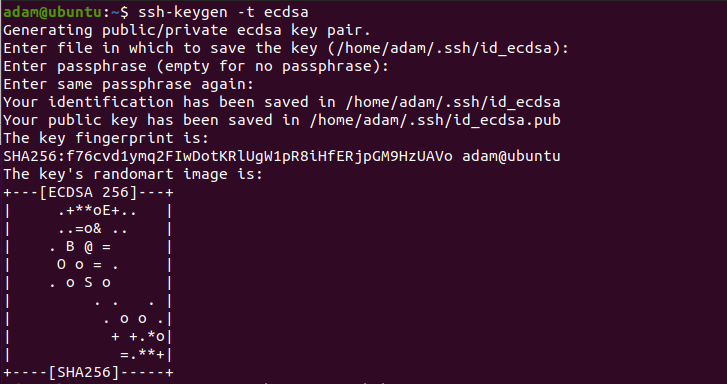 adam@ubuntu:~$ ssh-keygen -t ecdsa
Generating public/private ecdsa key pair.
Enter file in which to save the key (/home/adam/.ssh/id_ecdsa):
Enter passphrase (empty for no passphrase):
Enter same passphrase again:
Your identification has been saved in /home/adam/.ssh/id_ecdsa
Your public key has been saved in /home/adam/.ssh/id_ecdsa.pub
The key fingerprint is:
SHA256:f76cvd1ymq2FIwDotKRlUgW1pR8iHfERjpGM9HzUAVo adam@ubuntu
The key's randomart image is:
+---[ECDSA 256]---+
|     .+**oE+..   |
|     ..=o& ..    |
|    . B @ =      |
|     O o = .     |
|    . o S o      |
|        . .   . |
|         . o o .|
|          + +.*o|
|           =.**+|
+----[SHA256]-----+